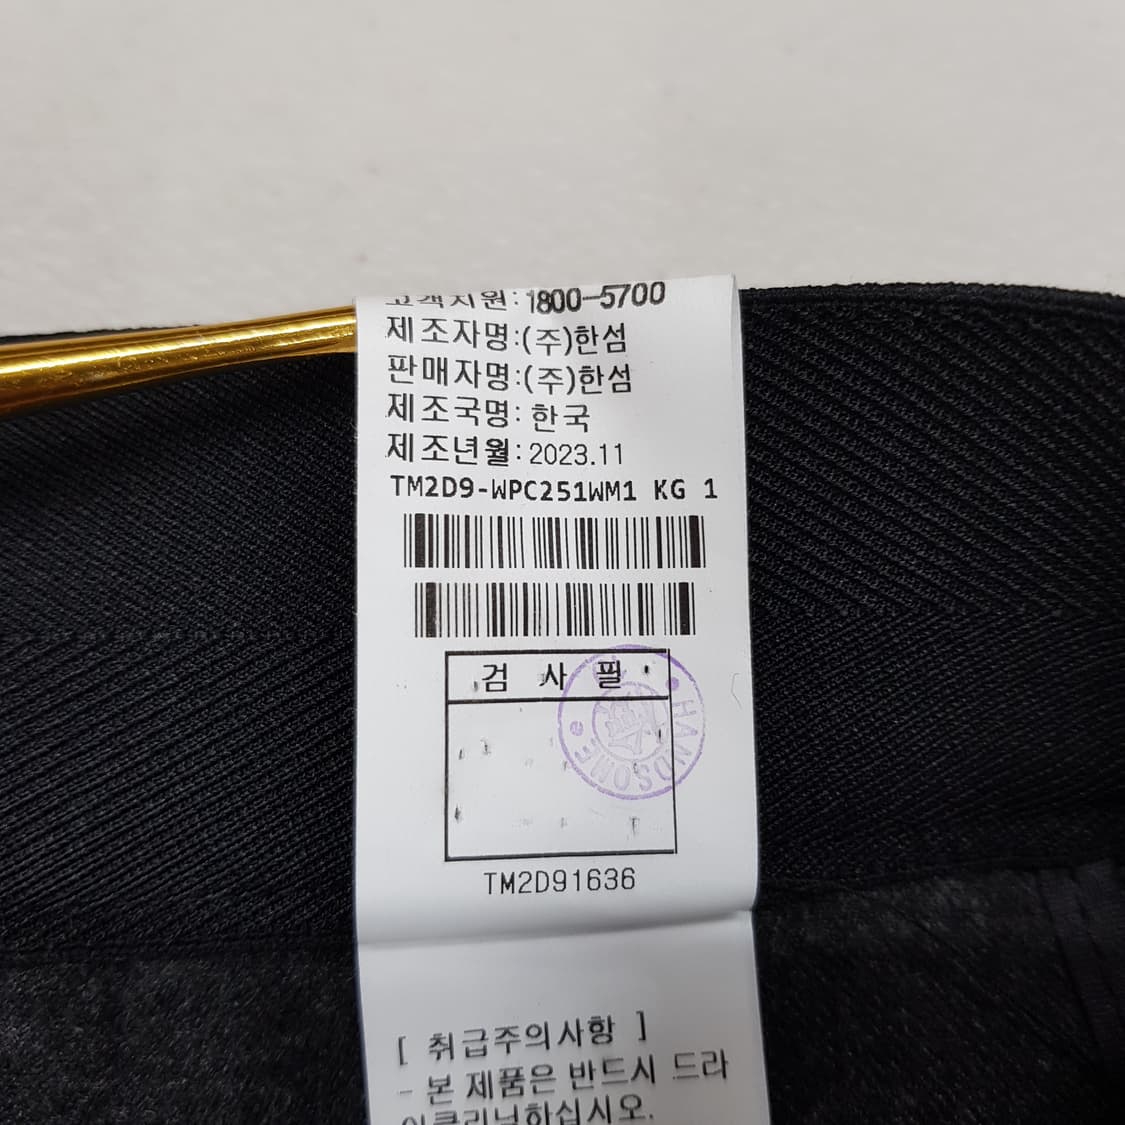 고객지원:1800-5700
제조자명:(주)한섬
판매자명:(주)한섬
제조국명: 한국
제조년월:2023.11
TM2D9-WPC251WM1 KG 1
검 사 필
HANDSOME
TM2D91636
[ 취급주의사항 ]
- 본 제품은 반드시 드라
이클리닝하십시오.